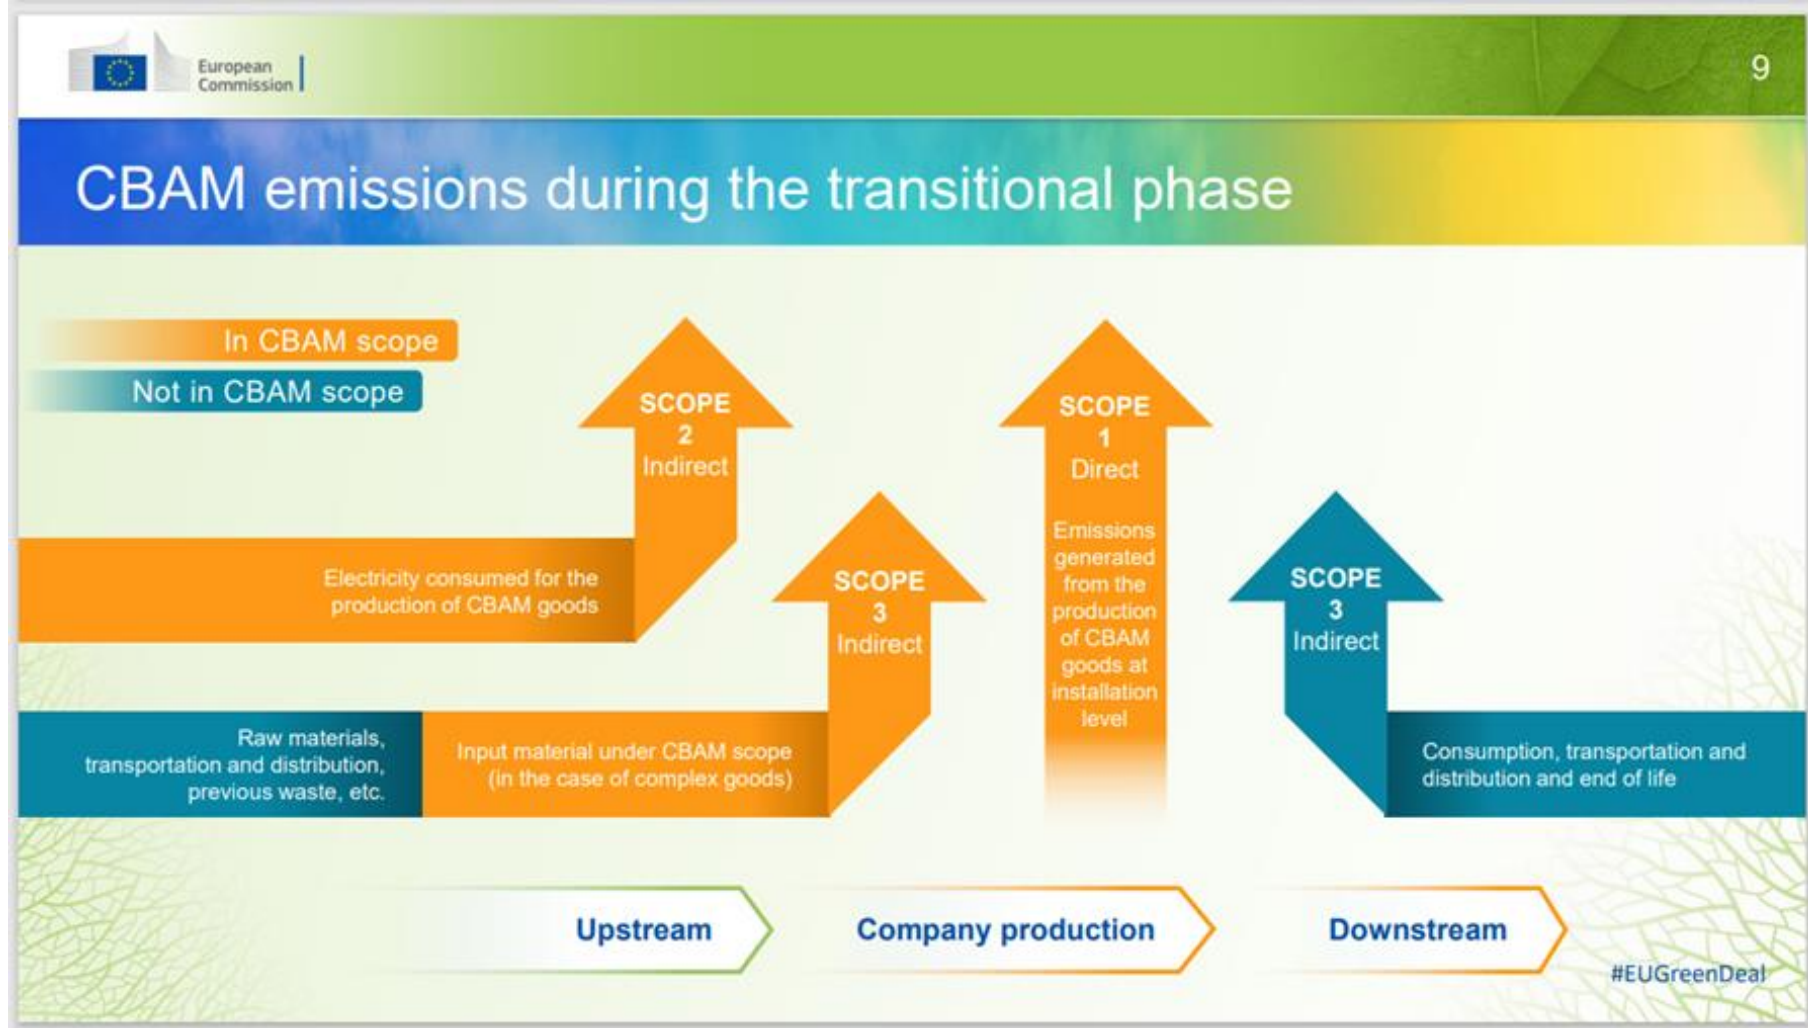 European
Commission
9
CBAM emissions during the transitional phase
In CBAM scope
Not in CBAM scope
SCOPE
2
Indirect
Electricity consumed for the
production of CBAM goods
SCOPE
3
Indirect
Raw materials,
transportation and distribution,
previous waste, etc.
Input material under CBAM scope
(in the case of complex goods)
SCOPE
1
Direct
Emissions
generated
from the
production
of CBAM
goods at
installation
level
SCOPE
3
Indirect
Consumption, transportation and
distribution and end of life
Upstream
Company production
Downstream
#EUGreenDeal